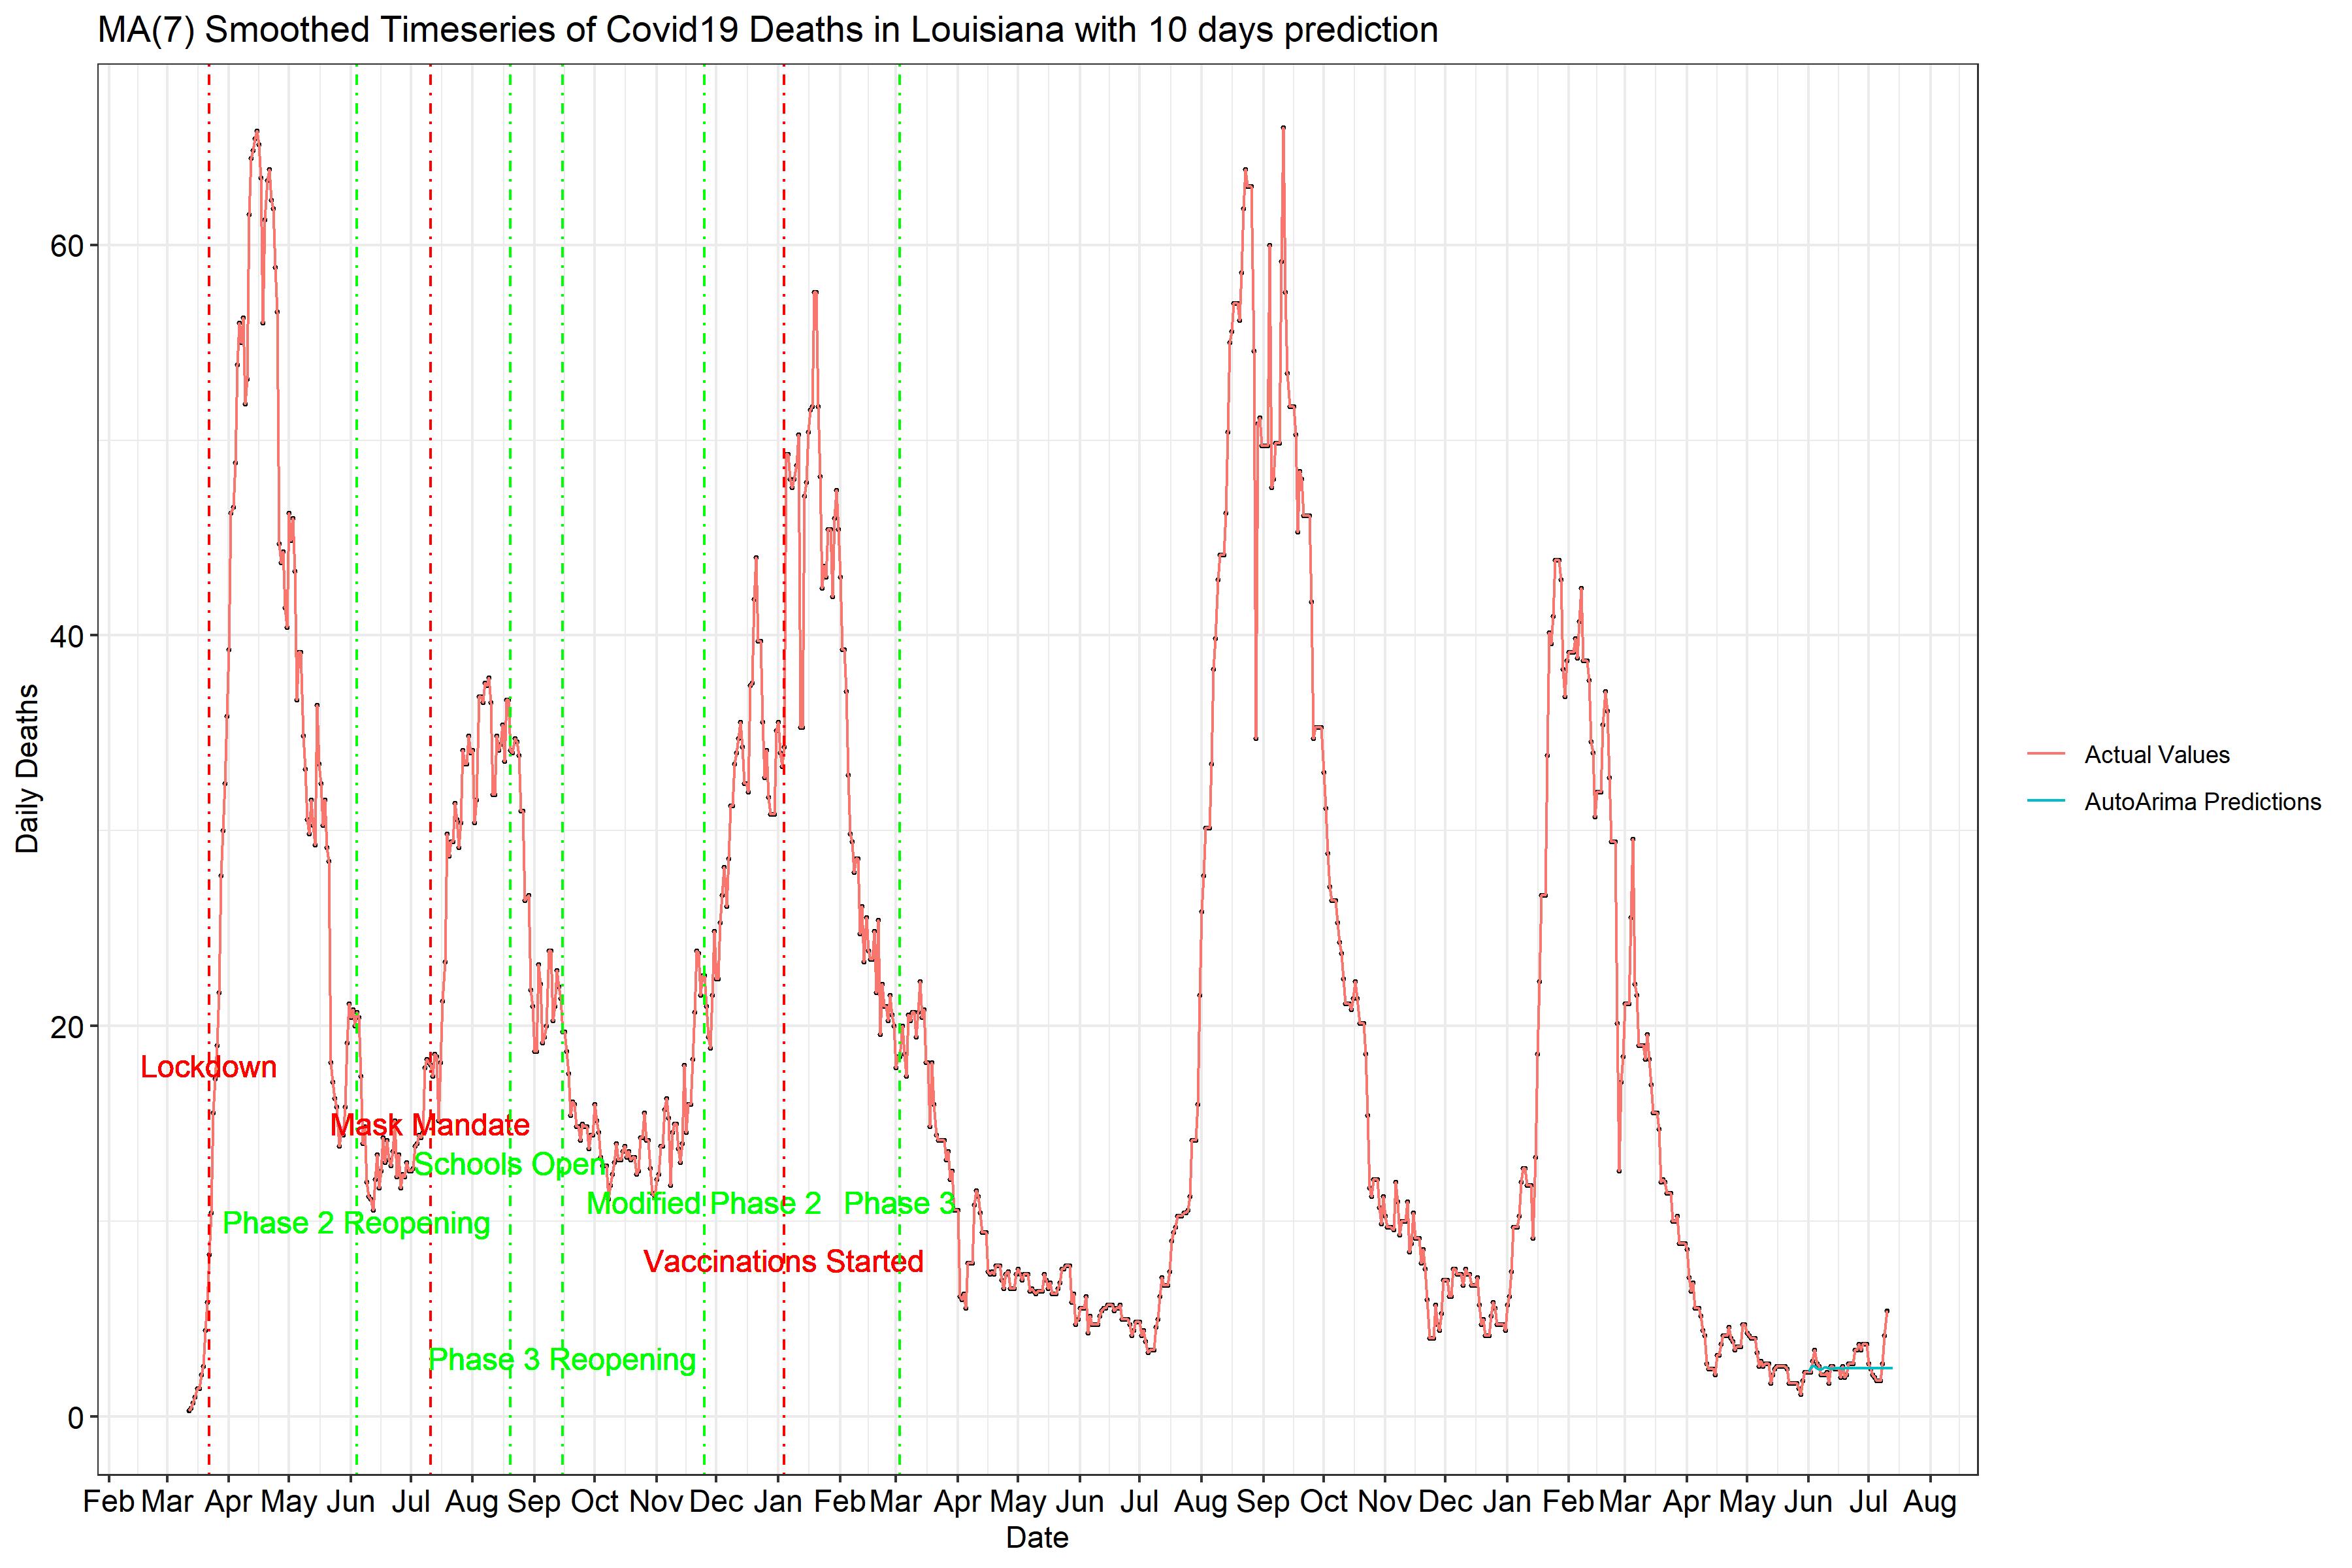 MA(7) Smoothed Timeseries of Covid19 Deaths in Louisiana with 10 days prediction
Daily Deaths
60
40
20
0
Lockdown
Mask Mandate
Schools Open
Modified Phase 2
Phase 3
Phase 2 Reopening
Vaccinations Started
Phase 3 Reopening
Actual Values
AutoArima Predictions
Feb Mar Apr May Jun Jul Aug Sep Oct Nov Dec Jan Feb Mar Apr May Jun Jul Aug Sep Oct Nov Dec Jan Feb Mar Apr May Jun Jul Aug
Date